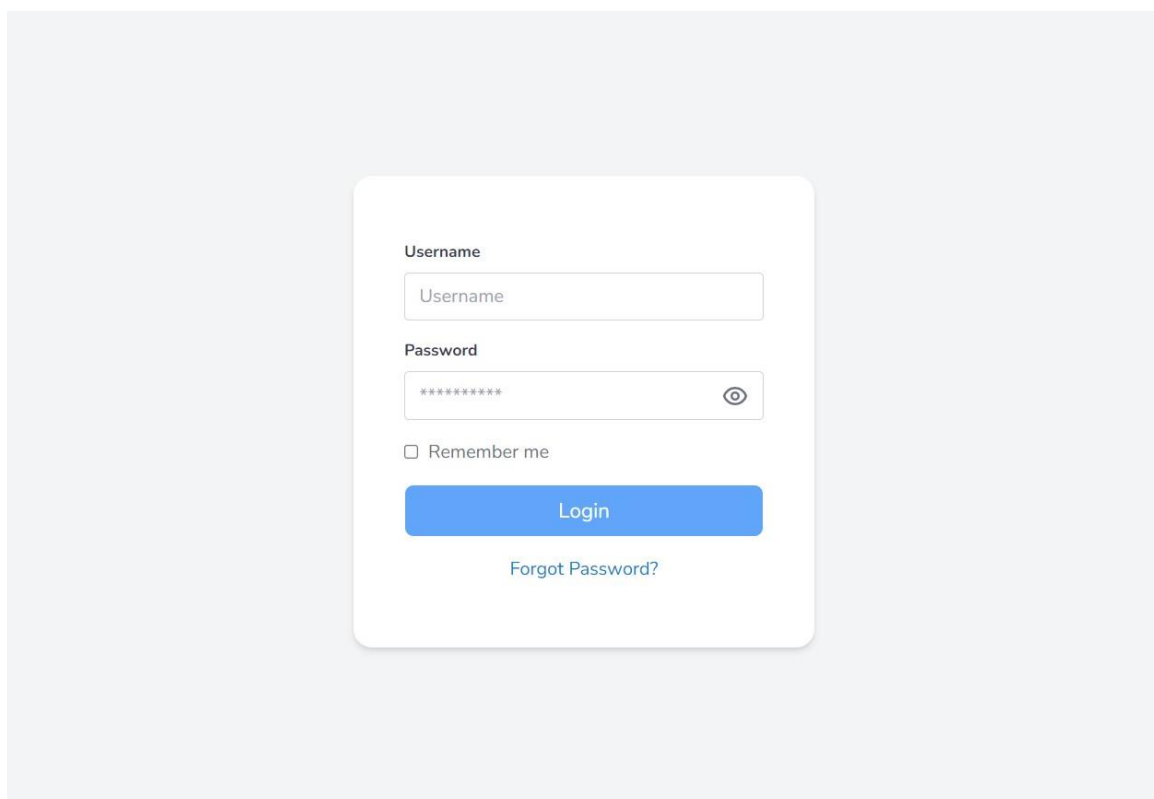 Username
Username
Password
**********
Remember me
Login
Forgot Password?